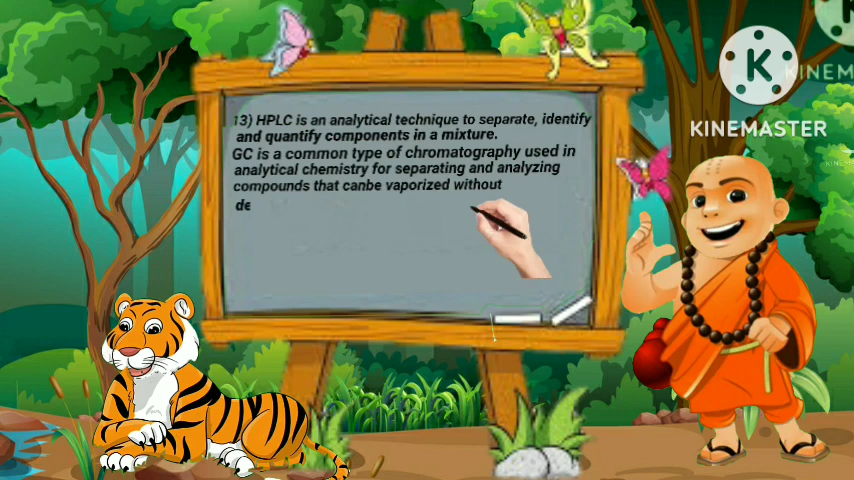 13) HPLC is an analytical technique to separate, identify
and quantify components in a mixture.
GC is a common type of chromatography used in
analytical chemistry for separating and analyzing
compounds that canbe vaporized without
de
K
KINEMASTER
K
KINEM